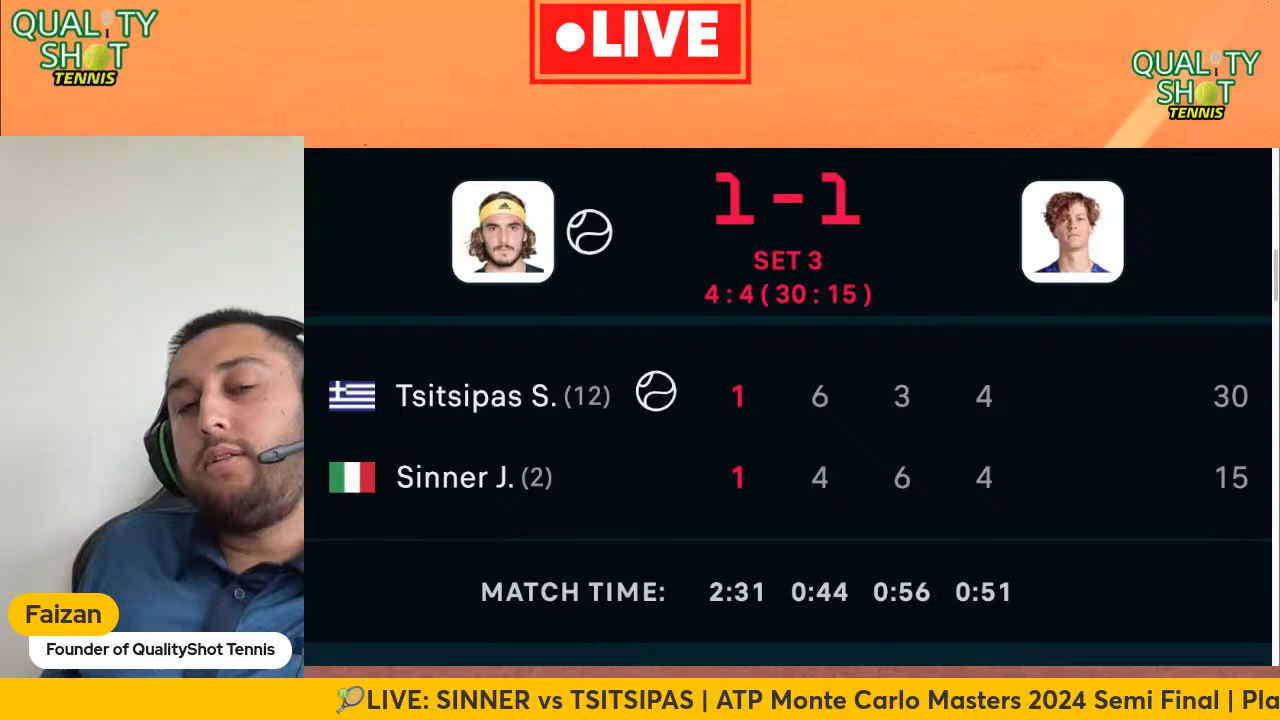 QUALITY
SHOT
TENNIS
LIVE
QUALITY
SHOT
TENNIS
1-1
SET 3
4:4(30:15)
Tsitsipas S. (12) 1 6 3 4 30
Sinner J. (2) 1 4 6 4 15
MATCH TIME: 2:31 0:44 0:56 0:51
Faizan
Founder of QualityShot Tennis
LIVE: SINNER vs TSITSIPAS | ATP Monte Carlo Masters 2024 Semi Final | Pla